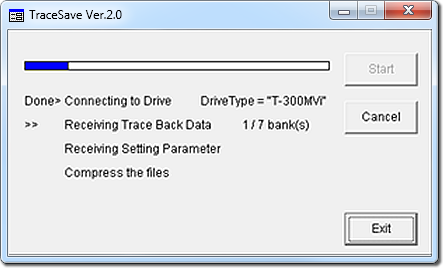 TraceSave Ver.2.0
Start
Done> Connecting to Drive DriveType = "T-300MVi"
Cancel
>> Receiving Trace Back Data 1 / 7 bank(s)
Receiving Setting Parameter
Compress the files
Exit